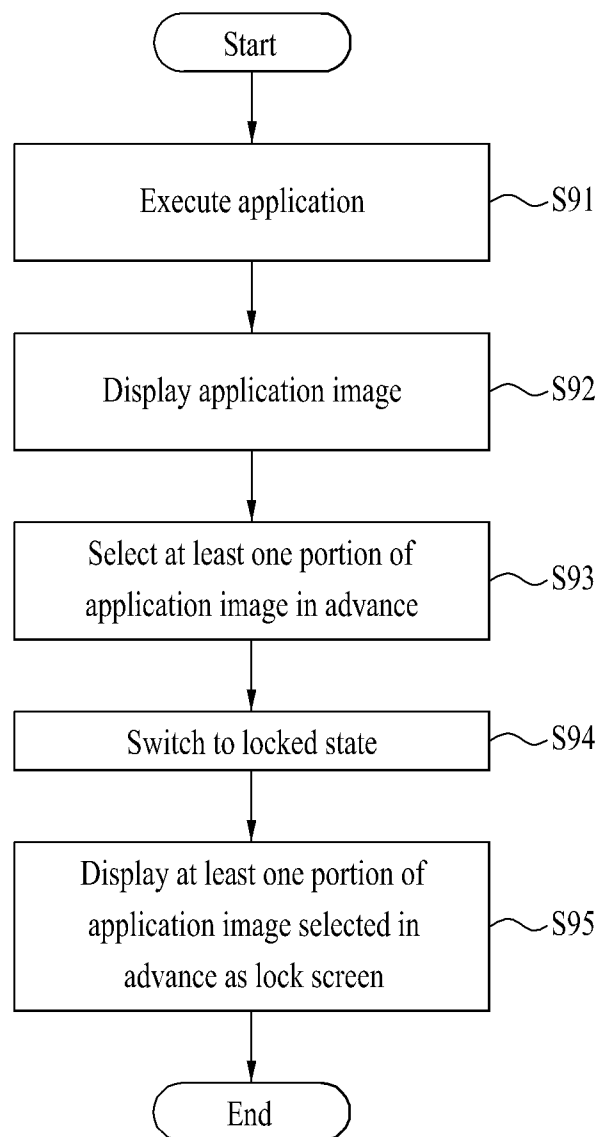 Start
Execute application
S91
Display application image
S92
Select at least one portion of
application image in advance
S93
Switch to locked state
S94
Display at least one portion of
application image selected in
advance as lock screen
S95
End